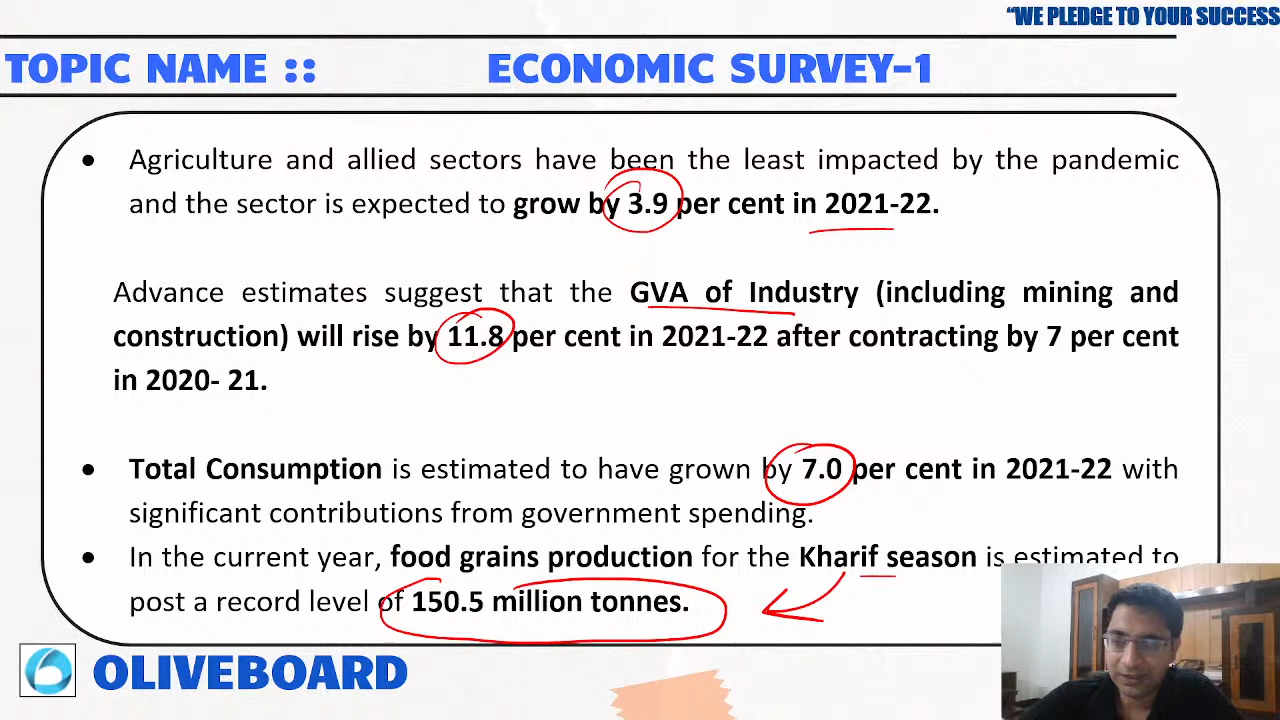 “WE PLEDGE TO YOUR SUCCESS
TOPIC NAME :: ECONOMIC SURVEY-1
• Agriculture and allied sectors have been the least impacted by the pandemic
and the sector is expected to grow by 3.9 per cent in 2021-22.
Advance estimates suggest that the GVA of Industry (including mining and
construction) will rise by 11.8 per cent in 2021-22 after contracting by 7 per cent
in 2020- 21.
• Total Consumption is estimated to have grown by 7.0 per cent in 2021-22 with
significant contributions from government spending.
• In the current year, food grains production for the Kharif season is estimated to
post a record level of 150.5 million tonnes.
OLIVEBOARD